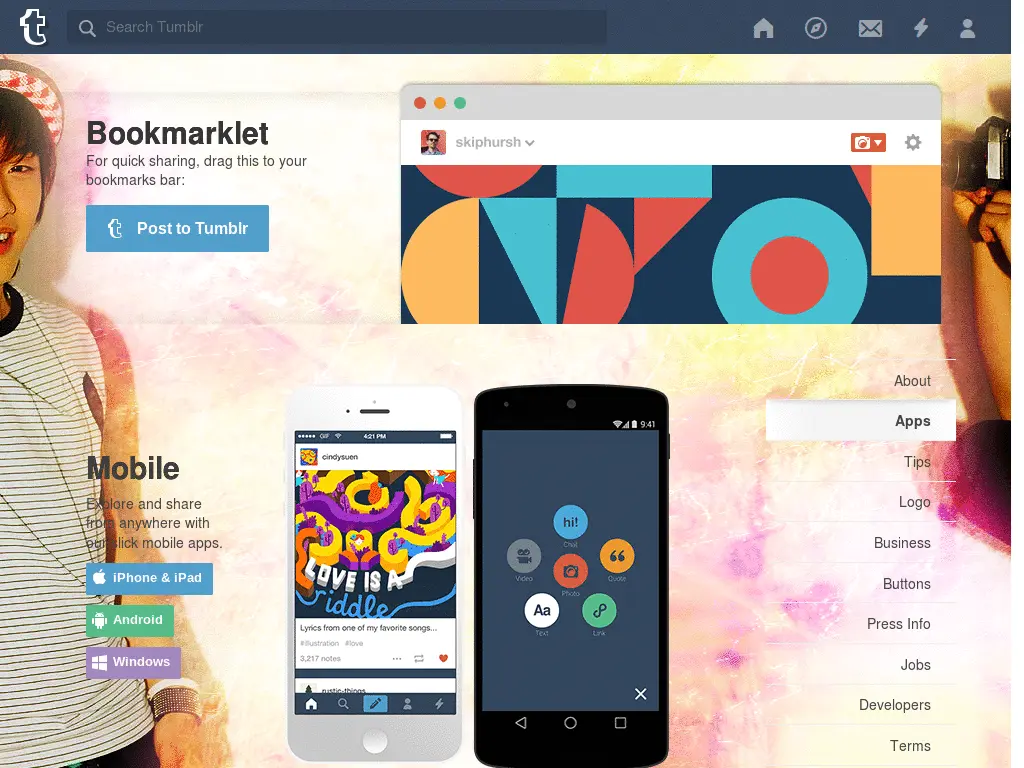 t
Search Tumblr
Bookmarklet
For quick sharing, drag this to your
bookmarks bar:
t Post to Tumblr
skiphursh
Mobile
Explore and share
from anywhere with
our slick mobile apps.
iPhone & iPad
Android
Windows
GIF 4:21 PM
cindysuen
LOVE IS A
riddle
Lyrics from one of my favorite songs...
#illustration #love
3,217 notes
rustic-things
9:41
hi!
Chat
Video
Quote
Photo
Aa
Text
Link
About
Apps
Tips
Logo
Business
Buttons
Press Info
Jobs
Developers
Terms